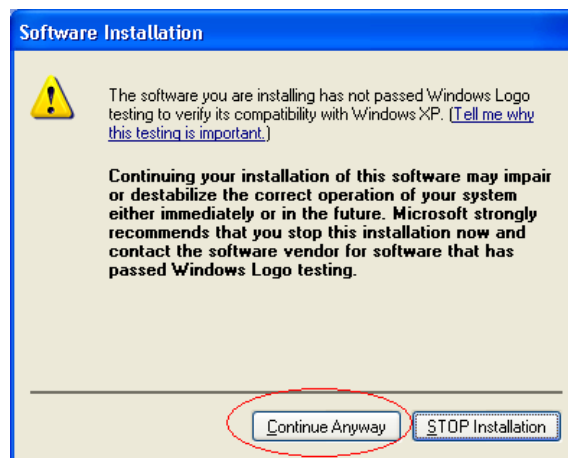 Software Installation
The software you are installing has not passed Windows Logo
testing to verify its compatibility with Windows XP. (Tell me why
this testing is important.)
Continuing your installation of this software may impair
or destabilize the correct operation of your system
either immediately or in the future. Microsoft strongly
recommends that you stop this installation now and
contact the software vendor for software that has
passed Windows Logo testing.
Continue Anyway STOP Installation